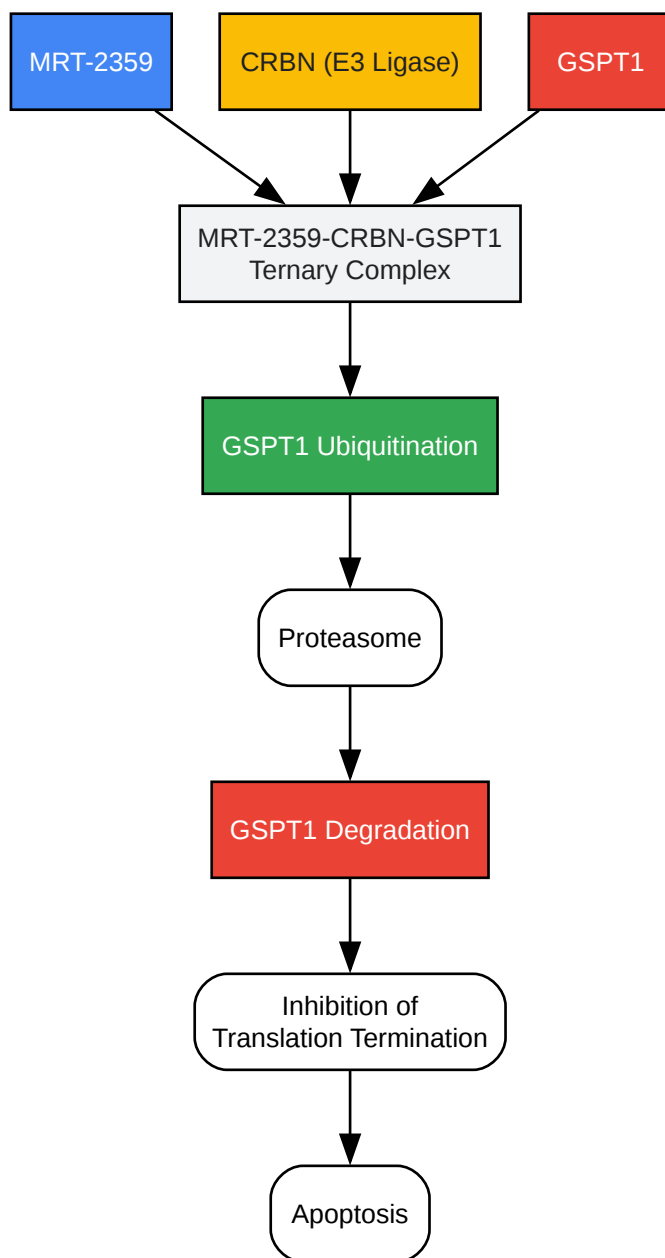 MRT-2359
CRBN (E3 Ligase)
GSPT1
MRT-2359-CRBN-GSPT1
Ternary Complex
GSPT1 Ubiquitination
Proteasome
GSPT1 Degradation
Inhibition of
Translation Termination
Apoptosis